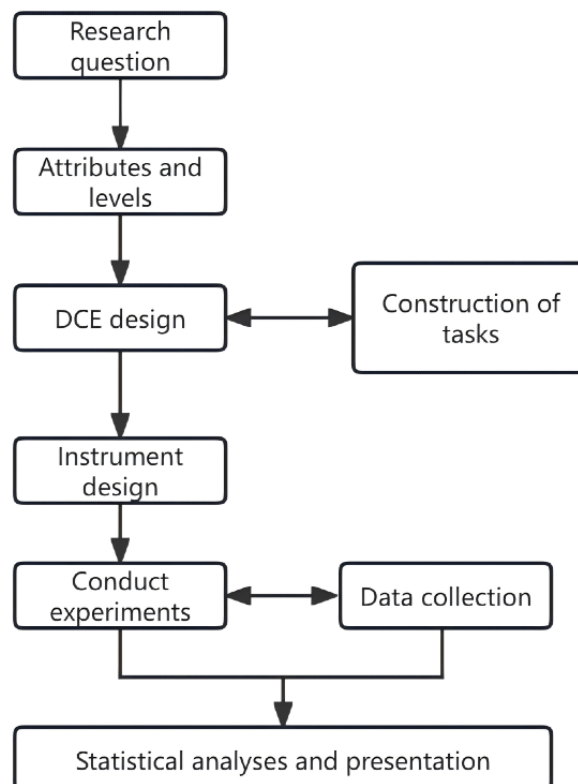 Research
question
Attributes and
levels
DCE design
Construction of
tasks
Instrument
design
Conduct
experiments
Data collection
Statistical analyses and presentation